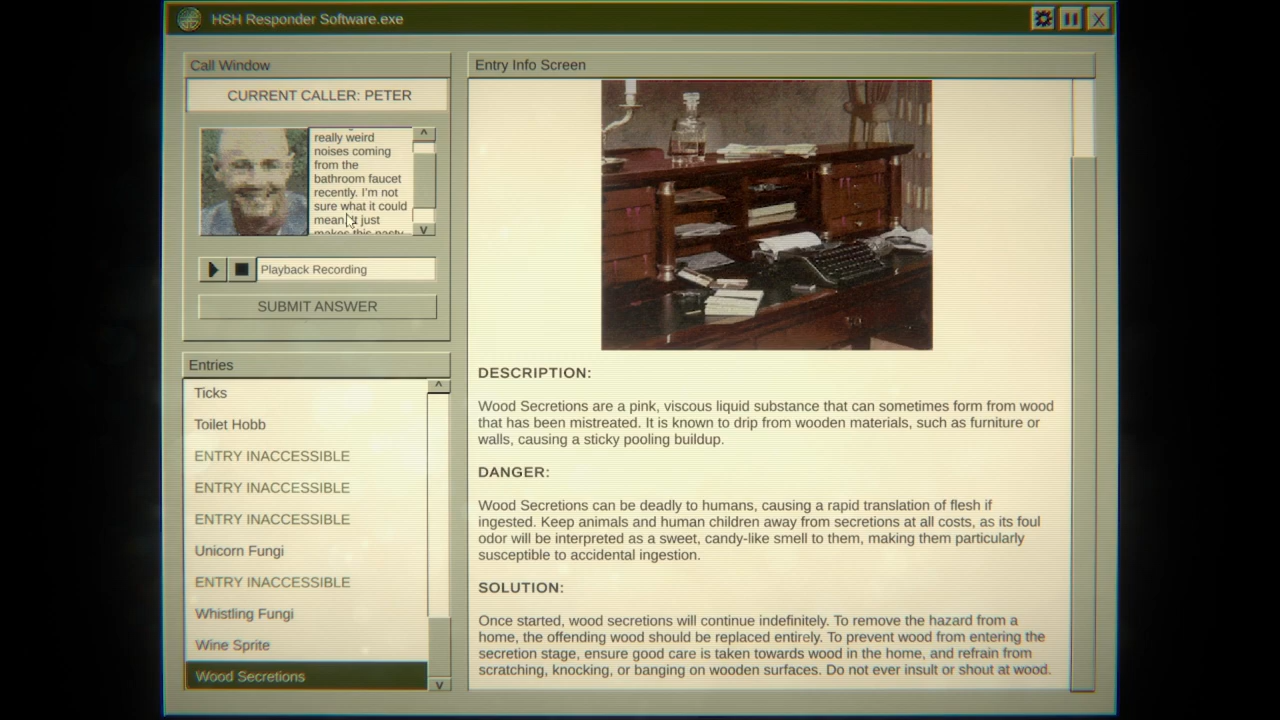 HSH Responder Software.exe
Call Window
CURRENT CALLER: PETER
really weird
noises coming
from the
bathroom faucet
recently. I'm not
sure what it could
mean. It just
makes this nasty
Playback Recording
SUBMIT ANSWER
Entries
Ticks
Toilet Hobb
ENTRY INACCESSIBLE
ENTRY INACCESSIBLE
ENTRY INACCESSIBLE
Unicorn Fungi
ENTRY INACCESSIBLE
Whistling Fungi
Wine Sprite
Wood Secretions
Entry Info Screen
DESCRIPTION:
Wood Secretions are a pink, viscous liquid substance that can sometimes form from wood
that has been mistreated. It is known to drip from wooden materials, such as furniture or
walls, causing a sticky pooling buildup.
DANGER:
Wood Secretions can be deadly to humans, causing a rapid translation of flesh if
ingested. Keep animals and human children away from secretions at all costs, as its foul
odor will be interpreted as a sweet, candy-like smell to them, making them particularly
susceptible to accidental ingestion.
SOLUTION:
Once started, wood secretions will continue indefinitely. To remove the hazard from a
home, the offending wood should be replaced entirely. To prevent wood from entering the
secretion stage, ensure good care is taken towards wood in the home, and refrain from
scratching, knocking, or banging on wooden surfaces. Do not ever insult or shout at wood.